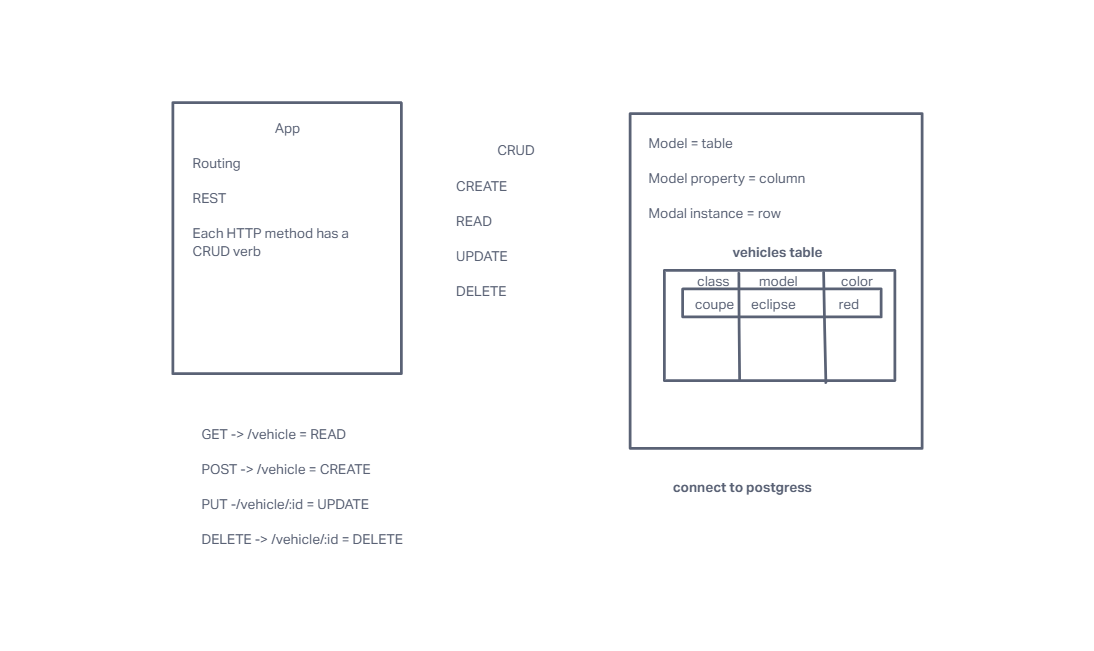 App
Routing
REST
Each HTTP method has a
CRUD verb
CRUD
CREATE
READ
UPDATE
DELETE
Model = table
Model property = column
Modal instance = row
vehicles table
class model color
coupe eclipse red
connect to postgress
GET -> /vehicle = READ
POST -> /vehicle = CREATE
PUT -/vehicle/:id = UPDATE
DELETE -> /vehicle/:id = DELETE